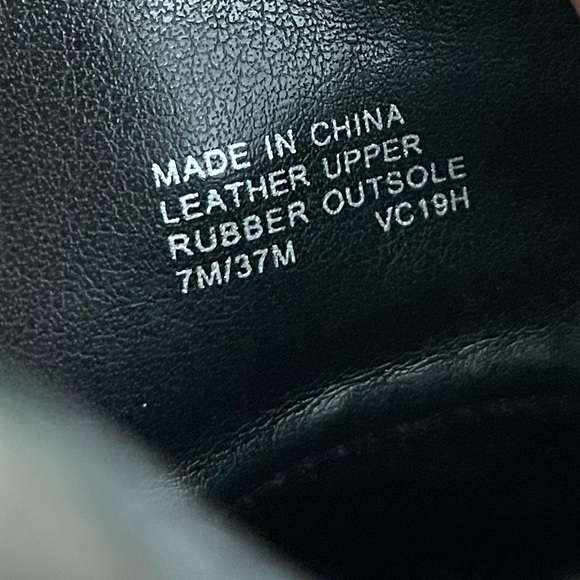 MADE IN CHINA
LEATHER UPPER
RUBBER OUTSOLE
7M/37M VC19H